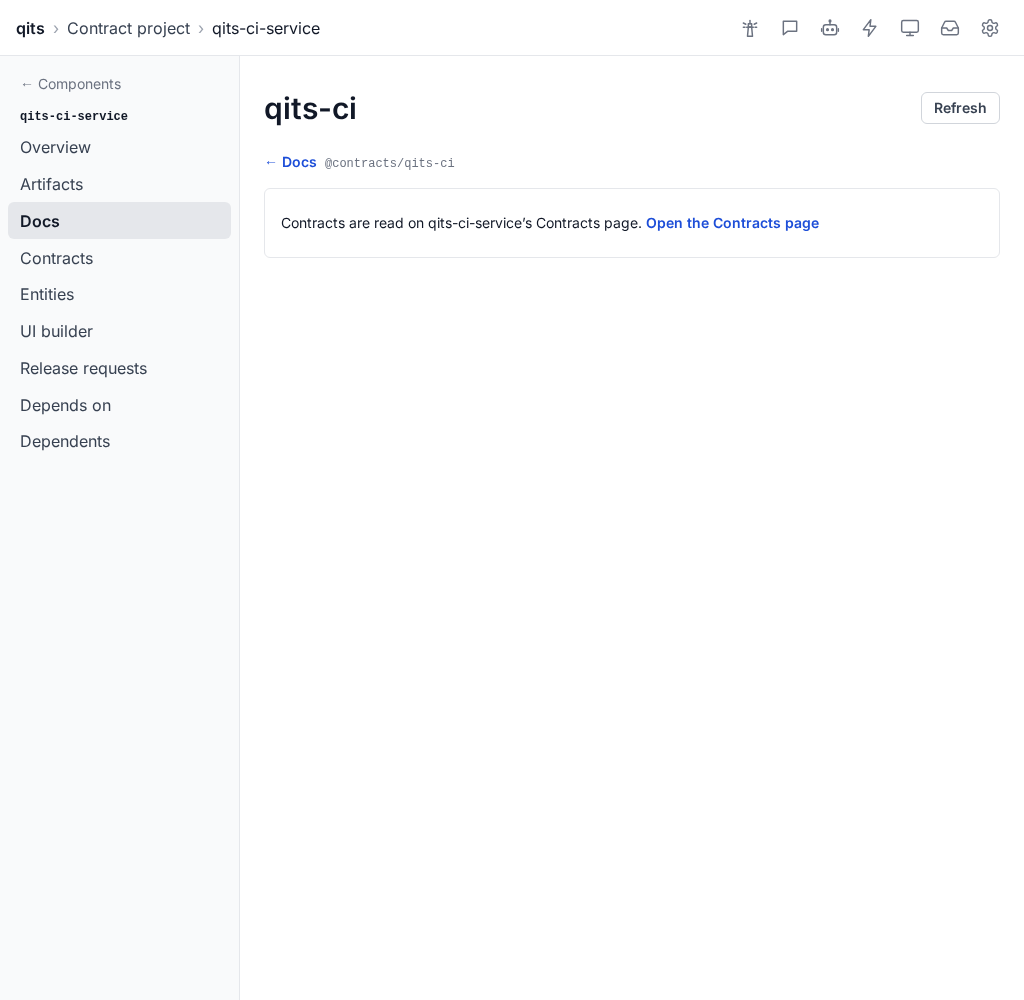 qits › Contract project › qits-ci-service
← Components
qits-ci-service
Overview
Artifacts
Docs
Contracts
Entities
UI builder
Release requests
Depends on
Dependents
qits-ci
Refresh
← Docs @contracts/qits-ci
Contracts are read on qits-ci-service’s Contracts page. Open the Contracts page